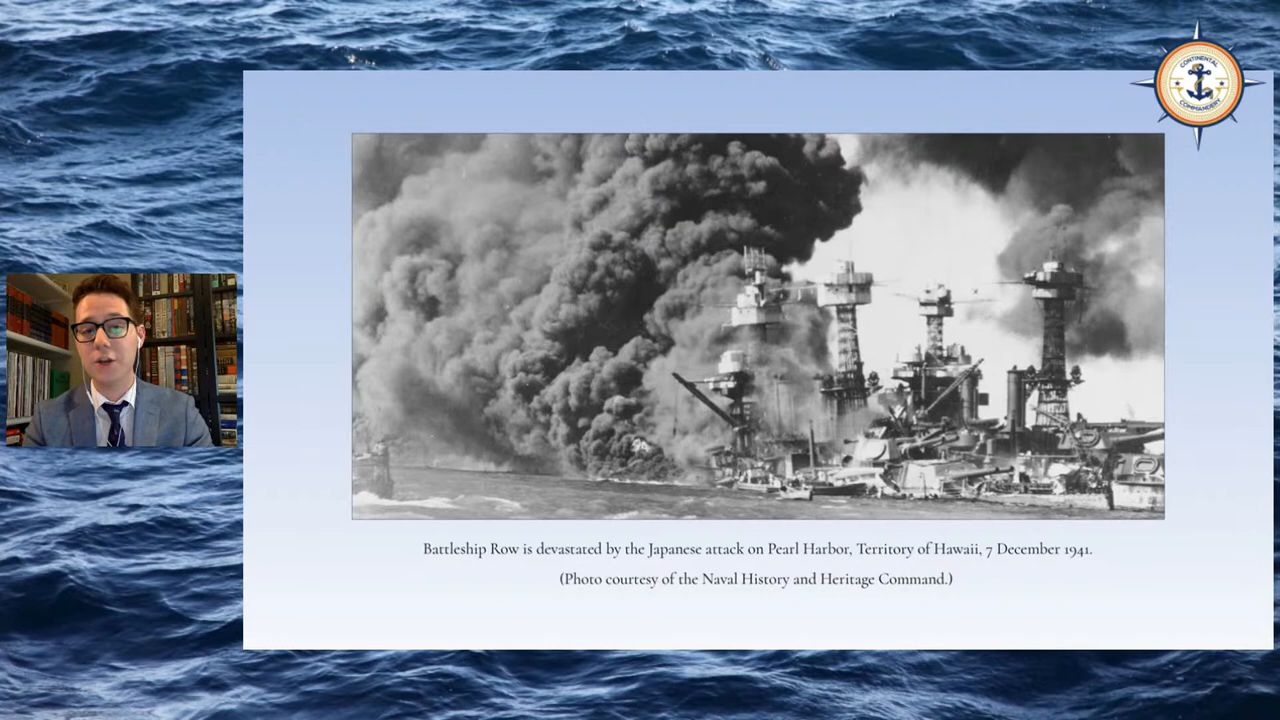 CONTINENTAL
COMMANDERY
Battleship Row is devastated by the Japanese attack on Pearl Harbor, Territory of Hawaii, 7 December 1941.
(Photo courtesy of the Naval History and Heritage Command.)